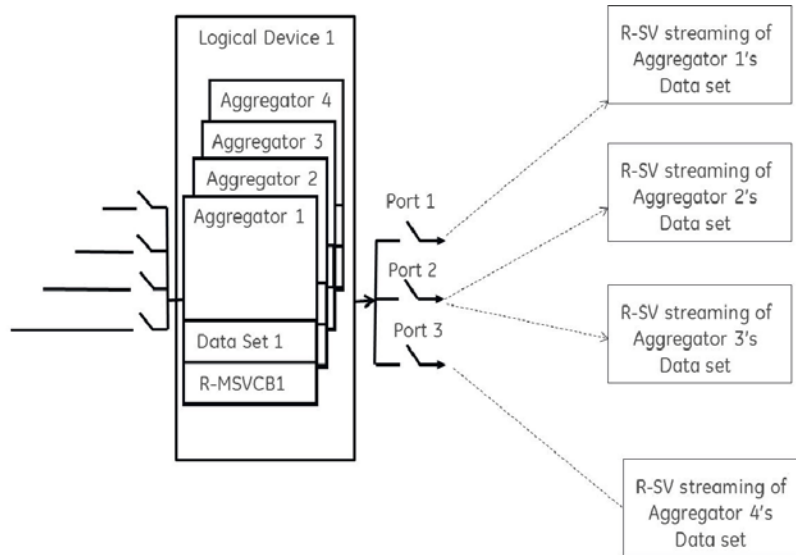 Logical Device 1
Aggregator 4
Aggregator 3
Aggregator 2
Aggregator 1
Data Set 1
R-MSVCB1
Port 1
Port 2
Port 3
R-SV streaming of
Aggregator 1's
Data set
R-SV streaming of
Aggregator 2's
Data set
R-SV streaming of
Aggregator 3's
Data set
R-SV streaming of
Aggregator 4's
Data set